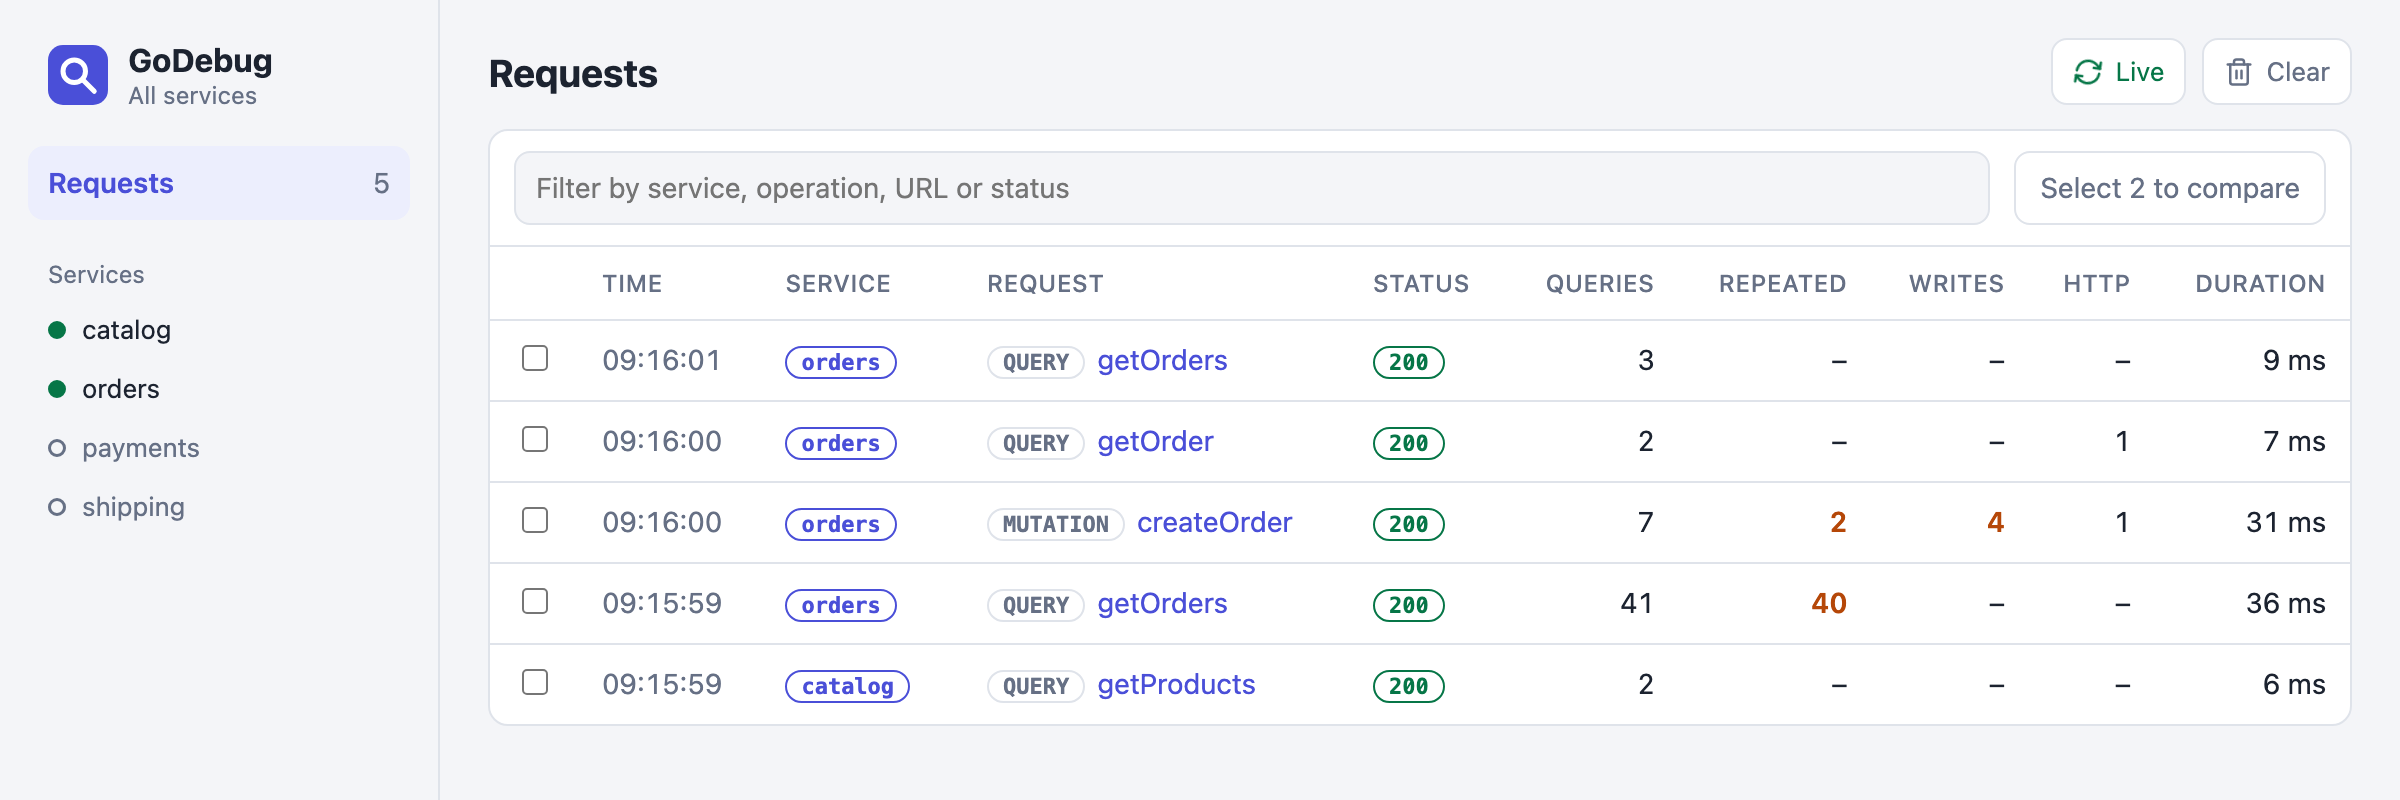 GoDebug
All services
Requests 5
Services
catalog
orders
payments
shipping
Requests
Live
Clear
Filter by service, operation, URL or status
Select 2 to compare
TIME SERVICE REQUEST STATUS QUERIES REPEATED WRITES HTTP DURATION
09:16:01 orders QUERY getOrders 200 3 – – – 9 ms
09:16:00 orders QUERY getOrder 200 2 – – 1 7 ms
09:16:00 orders MUTATION createOrder 200 7 2 4 1 31 ms
09:15:59 orders QUERY getOrders 200 41 40 – – 36 ms
09:15:59 catalog QUERY getProducts 200 2 – – – 6 ms